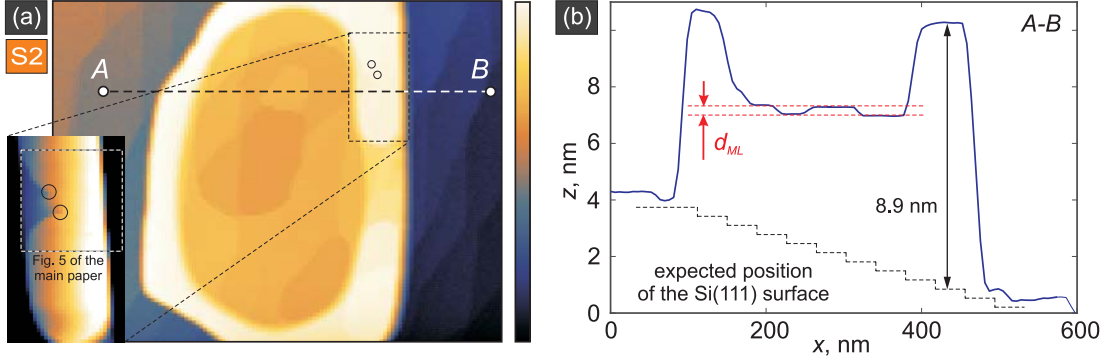 (a)
S2
A
B
Fig. 5 of the
main paper
(b)
A-B
z, nm
8
6
4
2
0
d_ML
8.9 nm
expected position
of the Si(111) surface
0
200
400
600
x, nm